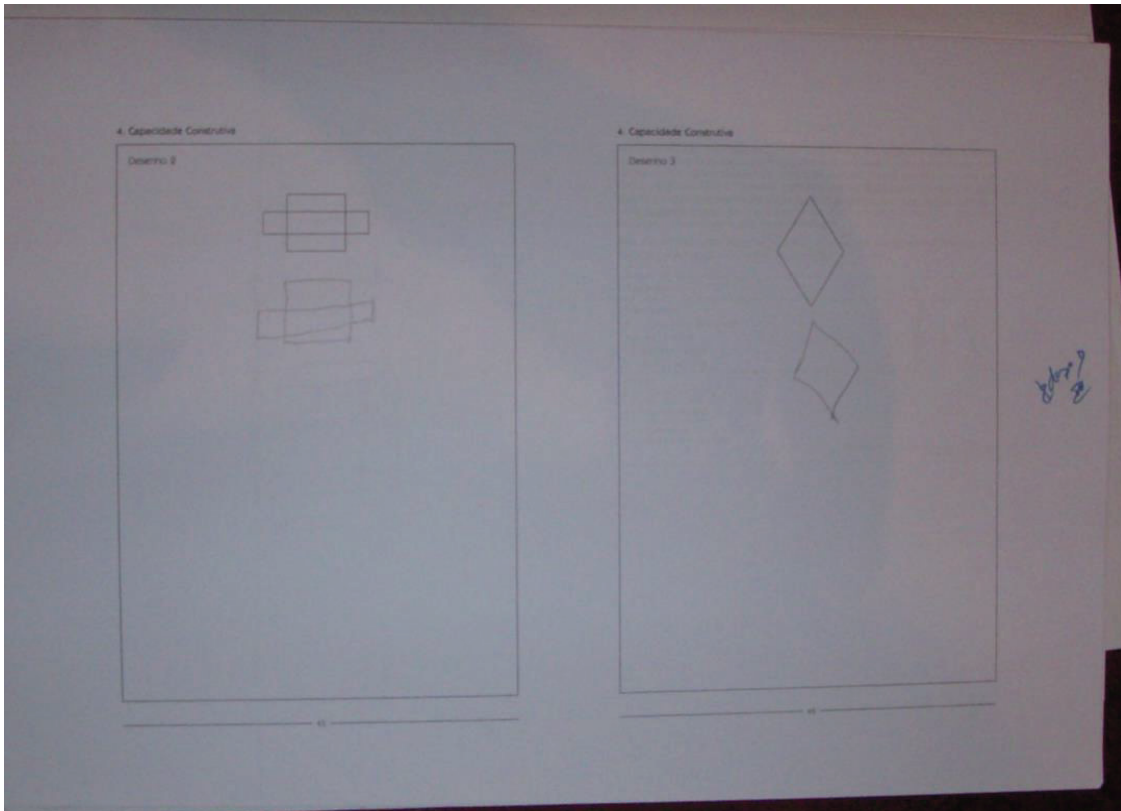 4. Capacidade Construtiva
Desenho 2
4. Capacidade Construtiva
Desenho 3